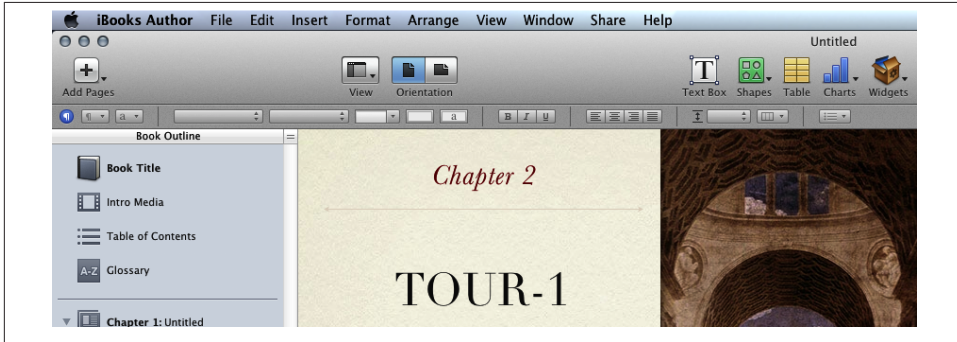 iBooks Author File Edit Insert Format Arrange View Window Share Help
Untitled
Add Pages View Orientation Text Box Shapes Table Charts Widgets
a B I U
Book Outline
Book Title
Intro Media
Table of Contents
A-Z Glossary
Chapter 1: Untitled
Chapter 2
TOUR-1